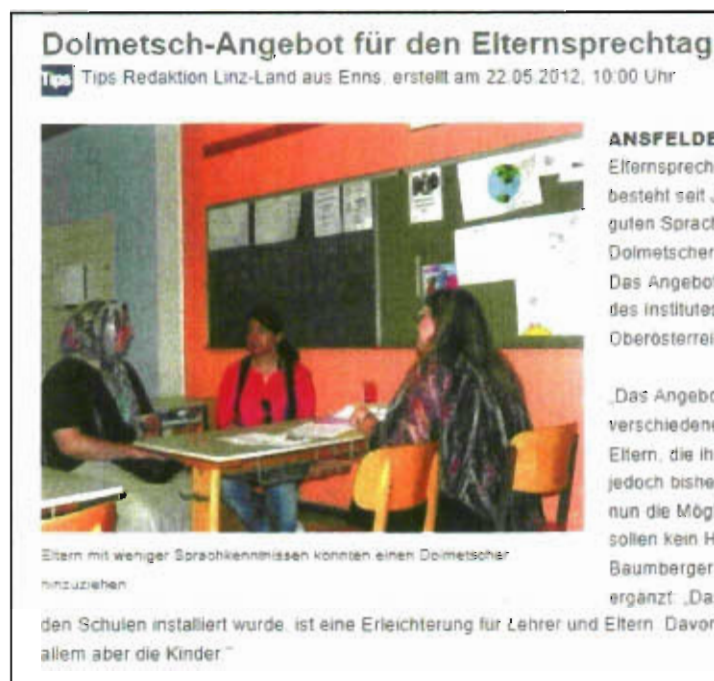 Dolmetsch-Angebot für den Elternsprechtag
Tips Tips Redaktion Linz-Land aus Enns, erstellt am 22.05.2012, 10:00 Uhr
ANSFELDE
Elternsprech
besteht seit J
guten Sprach
Dolmetscher
Das Angebot
des Institutes
Oberösterrei
„Das Angebo
verschiedene
Eltern, die ih
jedoch bishe
nun die Mög
sollen kein H
Baumberger
ergänzt: „Da
Eltern mit weniger Sprachkenntnissen konnten einen Dolmetscher
hinzuziehen
den Schulen installiert wurde, ist eine Erleichterung für Lehrer und Eltern. Davor
allem aber die Kinder."